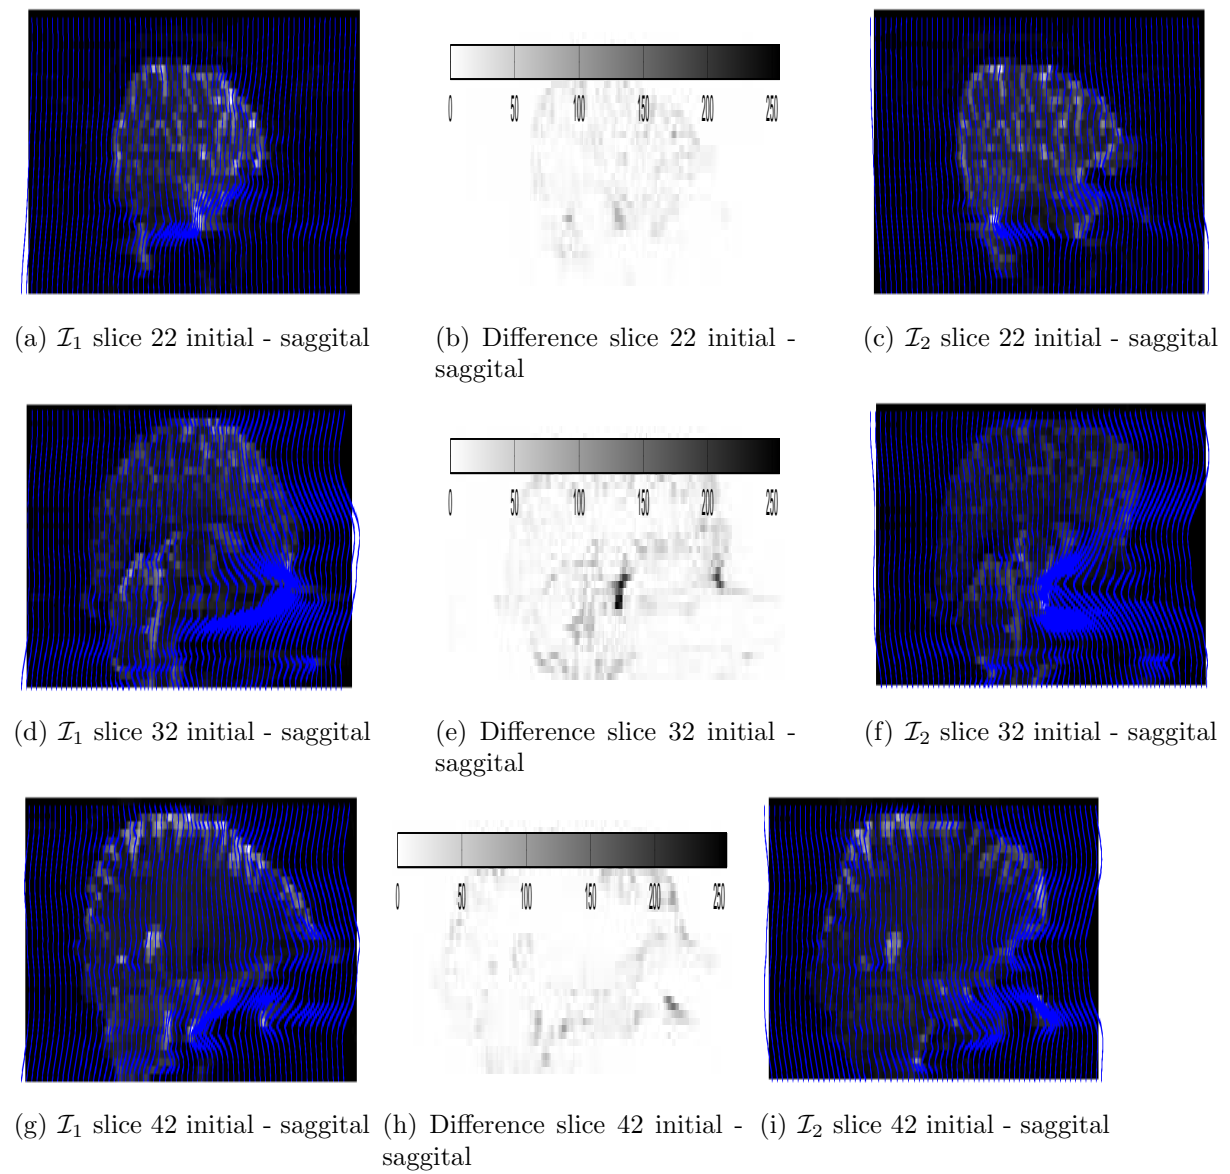 0 50 100 150 200 250
(a) I₁ slice 22 initial - saggital
(b) Difference slice 22 initial -
saggital
(c) I₂ slice 22 initial - saggital
0 50 100 150 200 250
(d) I₁ slice 32 initial - saggital
(e) Difference slice 32 initial -
saggital
(f) I₂ slice 32 initial - saggital
0 50 100 150 200 250
(g) I₁ slice 42 initial - saggital
(h) Difference slice 42 initial -
saggital
(i) I₂ slice 42 initial - saggital